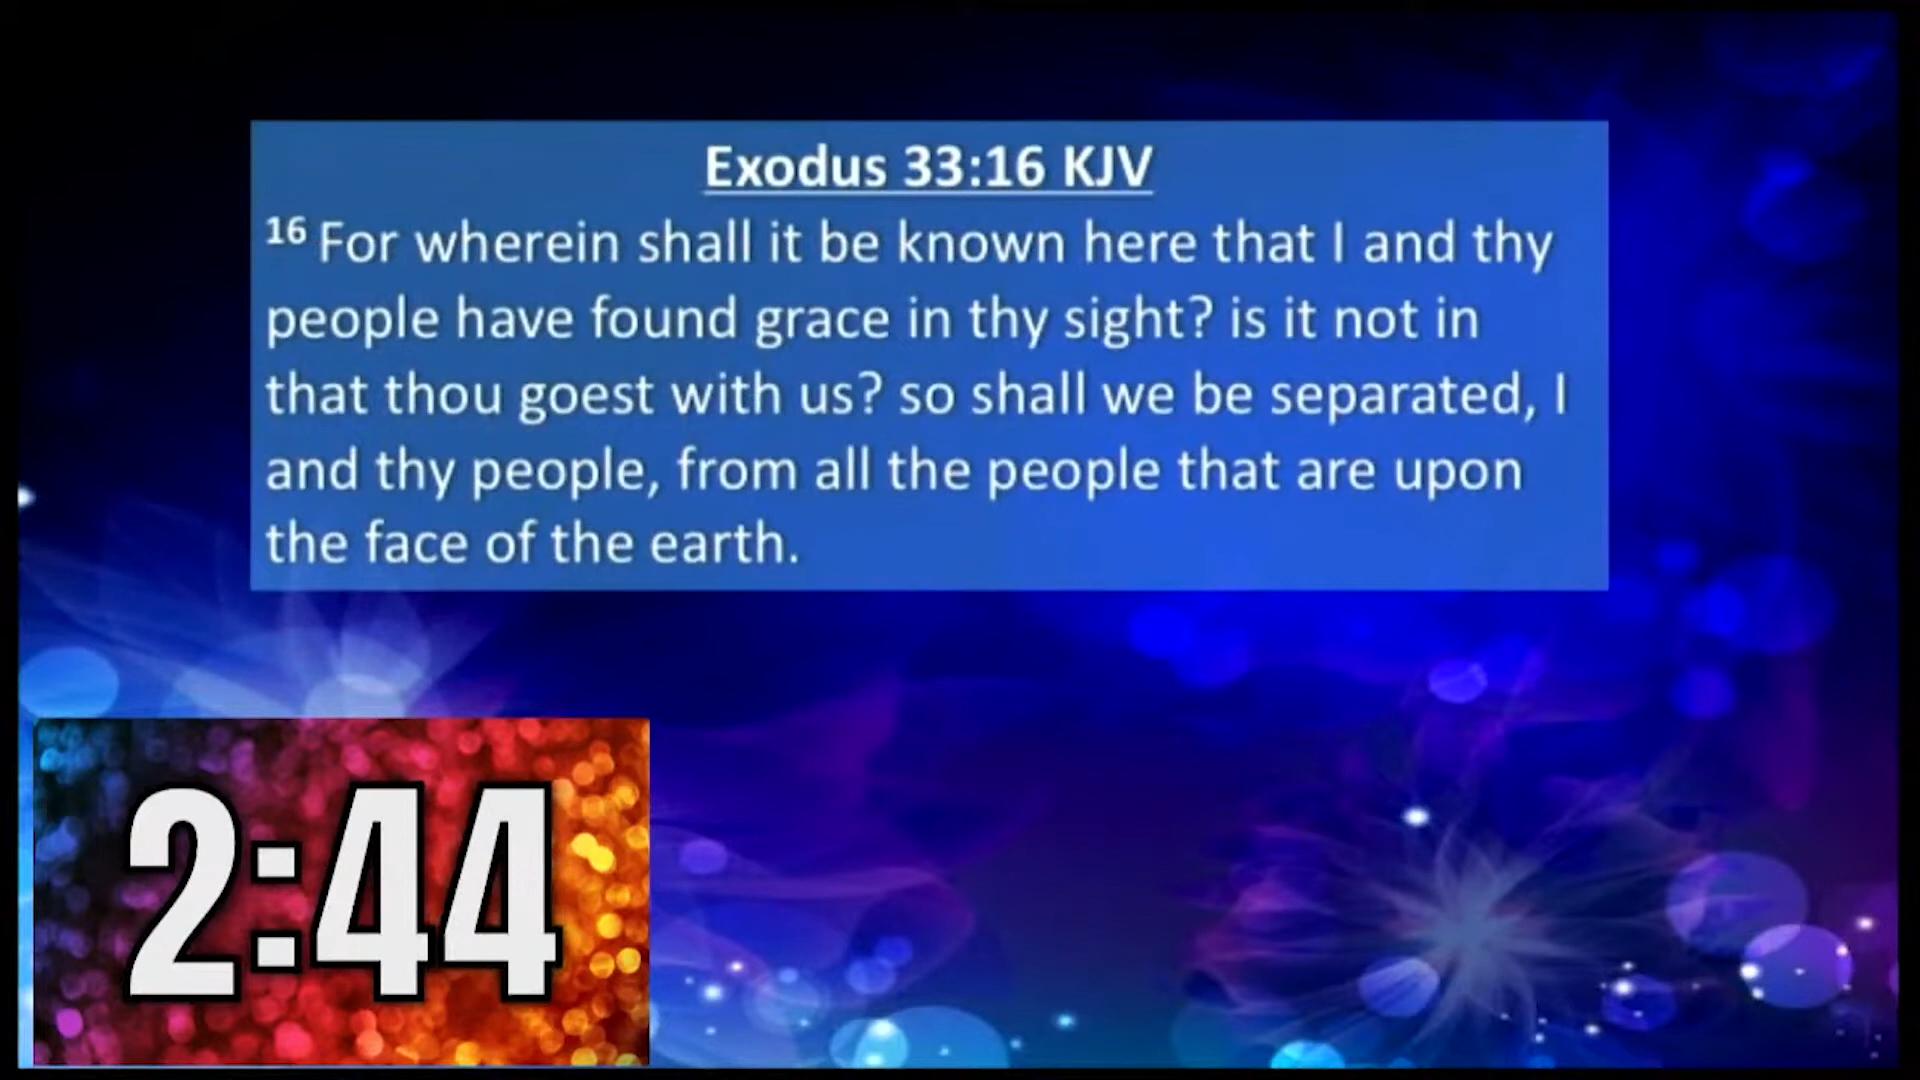 Exodus 33:16 KJV
16 For wherein shall it be known here that I and thy
people have found grace in thy sight? is it not in
that thou goest with us? so shall we be separated, I
and thy people, from all the people that are upon
the face of the earth.
2:44